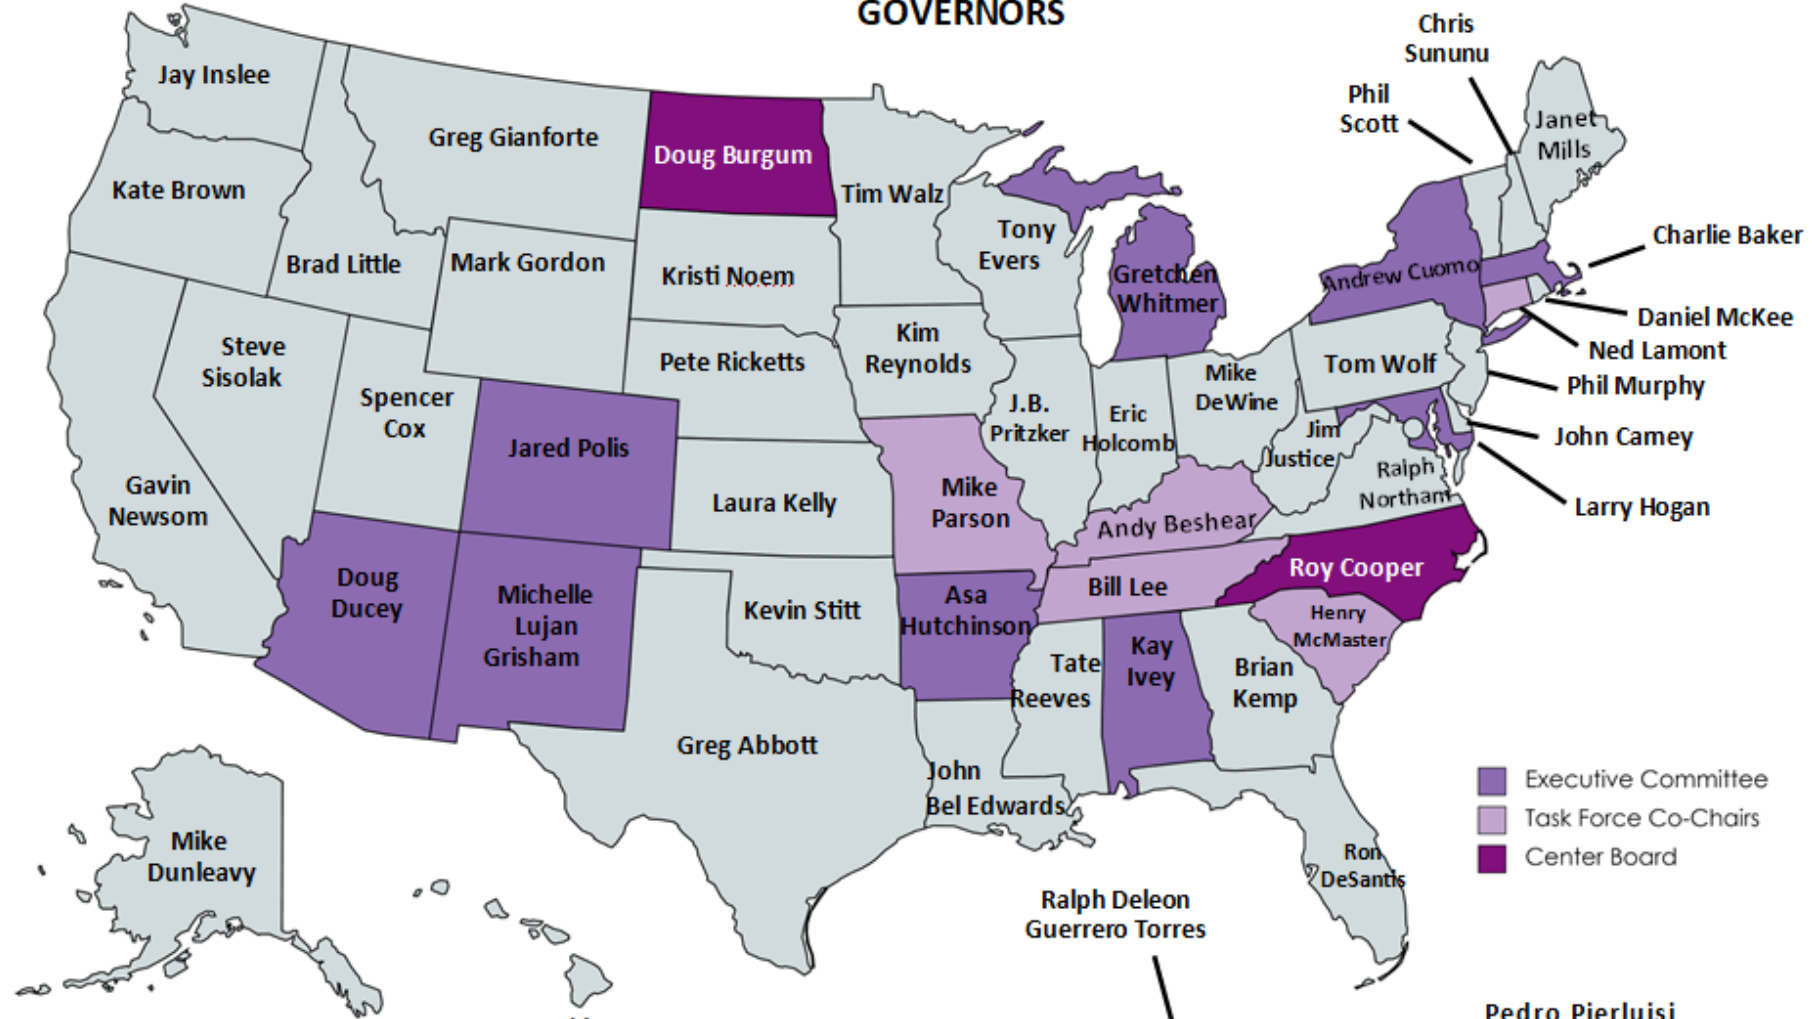 GOVERNORS
Chris
Sununu
Phil
Scott
Jay Inslee
Greg Gianforte
Doug Burgum
Janet
Mills
Kate Brown
Tim Walz
Tony
Evers
Charlie Baker
Brad Little
Mark Gordon
Kristi Noem
Gretchen
Whitmer
Andrew Cuomo
Daniel McKee
Ned Lamont
Steve
Sisolak
Pete Ricketts
Kim
Reynolds
Tom Wolf
Phil Murphy
Spencer
Cox
Jared Polis
J.B.
Pritzker
Eric
Holcomb
Mike
DeWine
Jim
Justice
John Carney
Ralph
Northam
Larry Hogan
Gavin
Newsom
Laura Kelly
Mike
Parson
Andy Beshear
Doug
Ducey
Michelle
Lujan
Grisham
Kevin Stitt
Asa
Hutchinson
Bill Lee
Roy Cooper
Henry
McMaster
Tate
Reeves
Kay
Ivey
Brian
Kemp
Greg Abbott
John
Bel Edwards
Executive Committee
Task Force Co-Chairs
Center Board
Mike
Dunleavy
Ron
DeSantis
Ralph Deleon
Guerrero Torres
Pedro Pierluisi